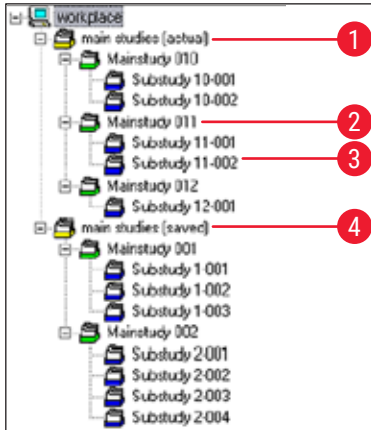 workplace
main studies (actual) 1
Mainstudy 010
Substudy 10-001
Substudy 10-002
Mainstudy 011 2
Substudy 11-001
Substudy 11-002 3
Mainstudy 012
Substudy 12-001
main studies (saved) 4
Mainstudy 001
Substudy 1-001
Substudy 1-002
Substudy 1-003
Mainstudy 002
Substudy 2-001
Substudy 2-002
Substudy 2-003
Substudy 2-004